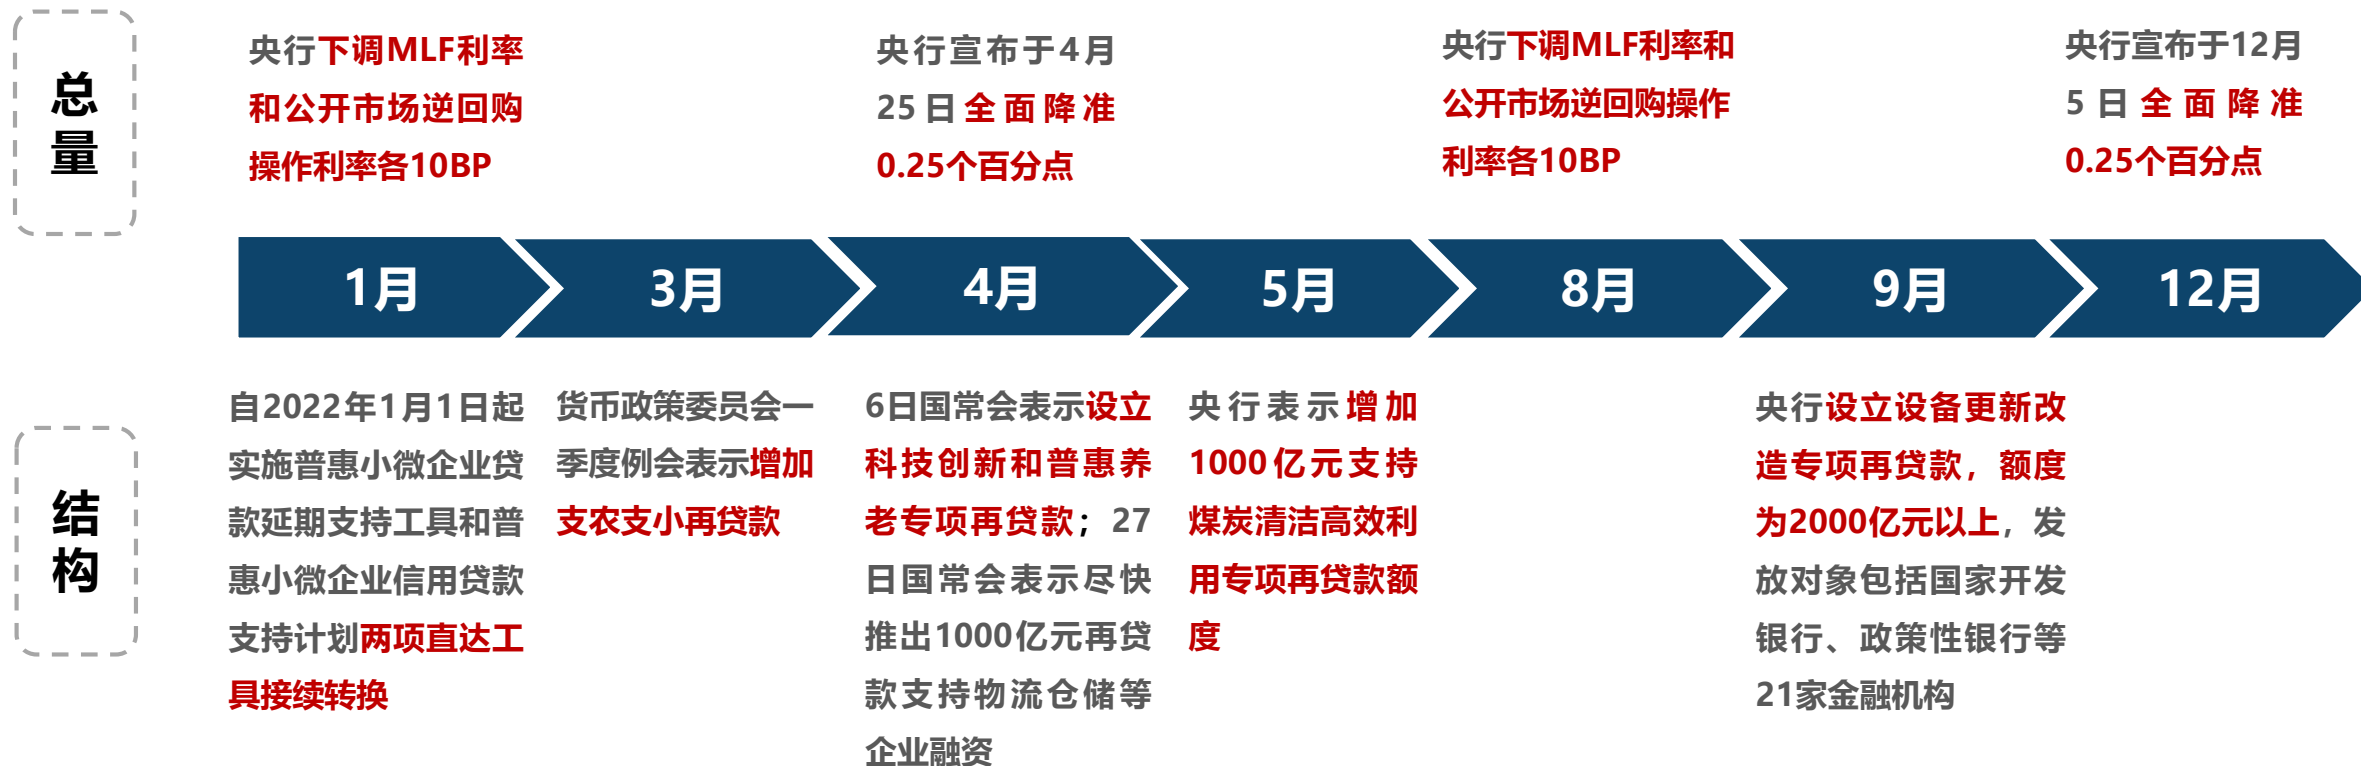 总
量
央行下调MLF利率
和公开市场逆回购
操作利率各10BP
央行宣布于4月
25日全面降准
0.25个百分点
央行下调MLF利率和
公开市场逆回购操作
利率各10BP
央行宣布于12月
5日全面降准
0.25个百分点
1月
3月
4月
5月
8月
9月
12月
结
构
自2022年1月1日起
实施普惠小微企业贷
款延期支持工具和普
惠小微企业信用贷款
支持计划两项直达工
具接续转换
货币政策委员会一
季度例会表示增加
支农支小再贷款
6日国常会表示设立
科技创新和普惠养
老专项再贷款；27
日国常会表示尽快
推出1000亿元再贷
款支持物流仓储等
企业融资
央行表示增加
1000亿元支持
煤炭清洁高效利
用专项再贷款额
度
央行设立设备更新改
造专项再贷款，额度
为2000亿元以上，发
放对象包括国家开发
银行、政策性银行等
21家金融机构